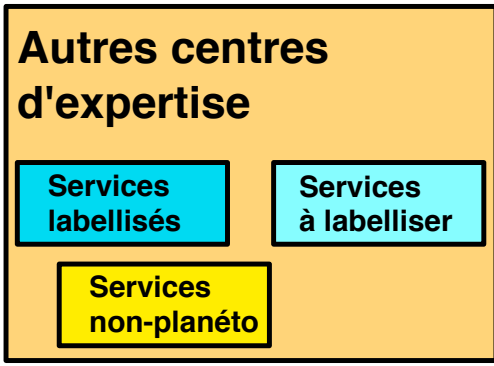 Autres centres
d'expertise
Services
labellisés
Services
à labelliser
Services
non-planéto